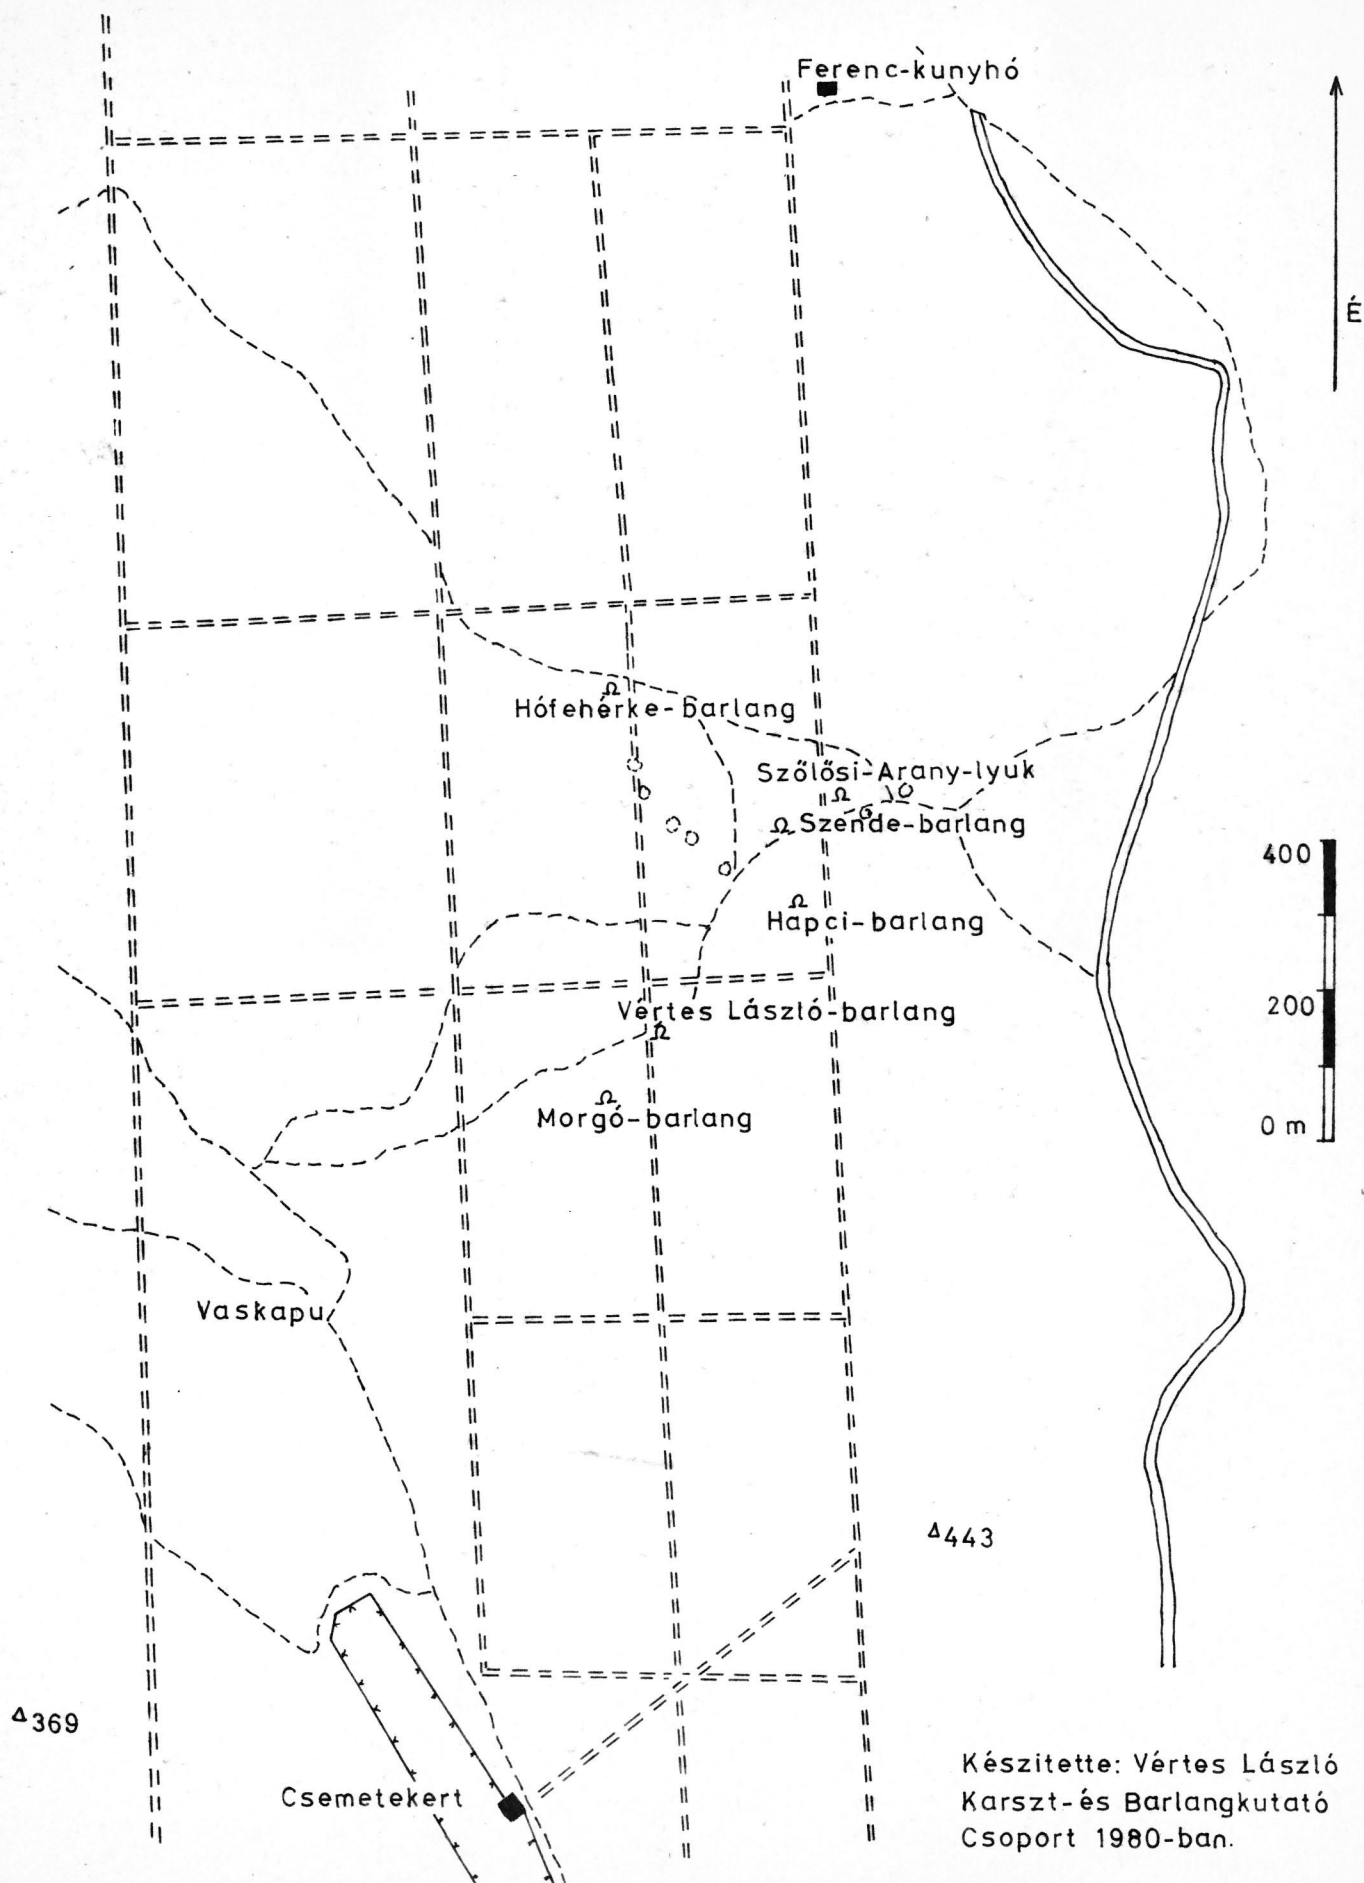 Ferenc-kunyhó
É
Hófehérke-barlang
Szőlősi-Arany-lyuk
Szende-barlang
400
Hapci-barlang
200
Vértes László-barlang
Morgó-barlang
0 m
Vaskapu
443
369
Készitette: Vértes László
Karszt-és Barlangkutató
Csoport 1980-ban.
Csemetekert